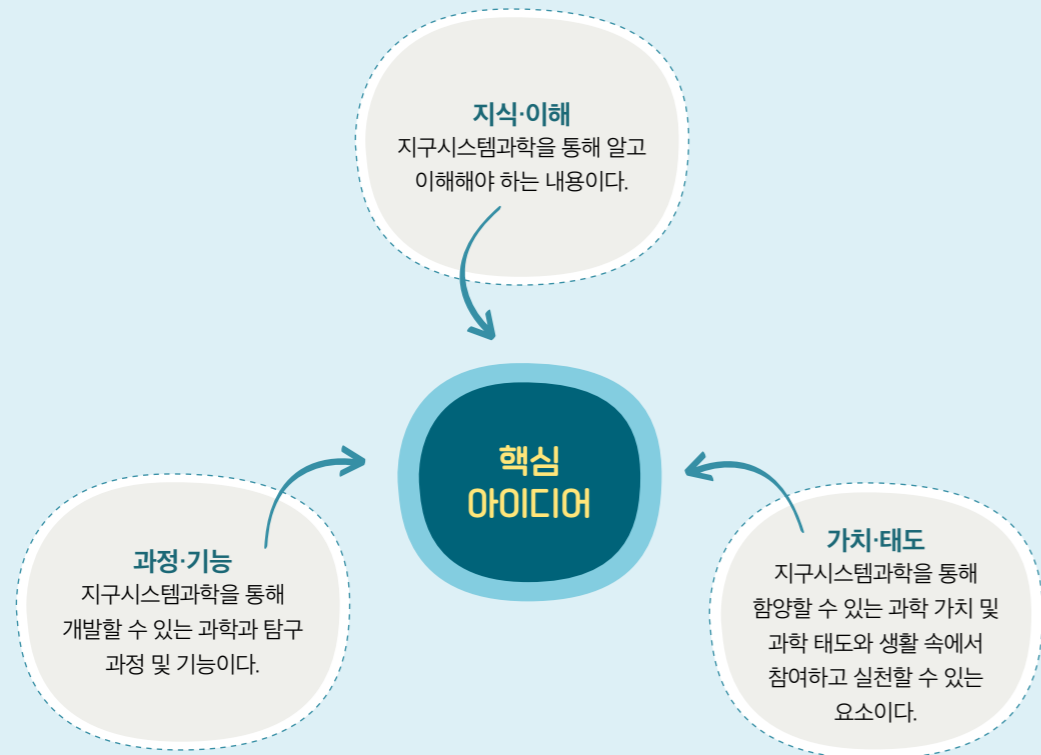 지식·이해
지구시스템과학을 통해 알고
이해해야 하는 내용이다.
핵심
아이디어
과정·기능
지구시스템과학을 통해
개발할 수 있는 과학과 탐구
과정 및 기능이다.
가치·태도
지구시스템과학을 통해
함양할 수 있는 과학 가치 및
과학 태도와 생활 속에서
참여하고 실천할 수 있는
요소이다.